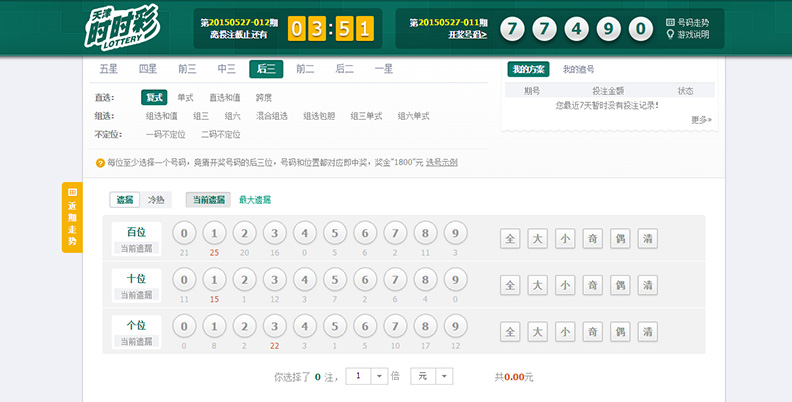 天津
时时彩
LOTTERY
第20150527-012期
离投注截止还有
03:51
第20150527-011期
开奖号码>
7 7 4 9 0
号码走势
游戏说明
五星 四星 前三 中三 后三 前二 后二 一星
直选： 复式 单式 直选和值 跨度
组选： 组选和值 组三 组六 混合组选 组选包胆 组三单式 组六单式
不定位： 一码不定位 二码不定位
每位至少选择一个号码，竞猜开奖号码的后三位，号码和位置都对应即中奖，奖金"1800"元 选号示例
我的方案 我的追号
期号 投注金额 状态
您最近7天暂时没有投注记录!
更多»
近期走势
遗漏 冷热 当前遗漏 最大遗漏
百位 0 1 2 3 4 5 6 7 8 9 全 大 小 奇 偶 清
当前遗漏 21 25 20 16 0 5 6 2 11 3
十位 0 1 2 3 4 5 6 7 8 9 全 大 小 奇 偶 清
当前遗漏 11 15 1 12 3 7 2 6 4 0
个位 0 1 2 3 4 5 6 7 8 9 全 大 小 奇 偶 清
当前遗漏 0 8 2 22 3 1 5 10 17 12
你选择了 0 注， 1 倍 元 共0.00元